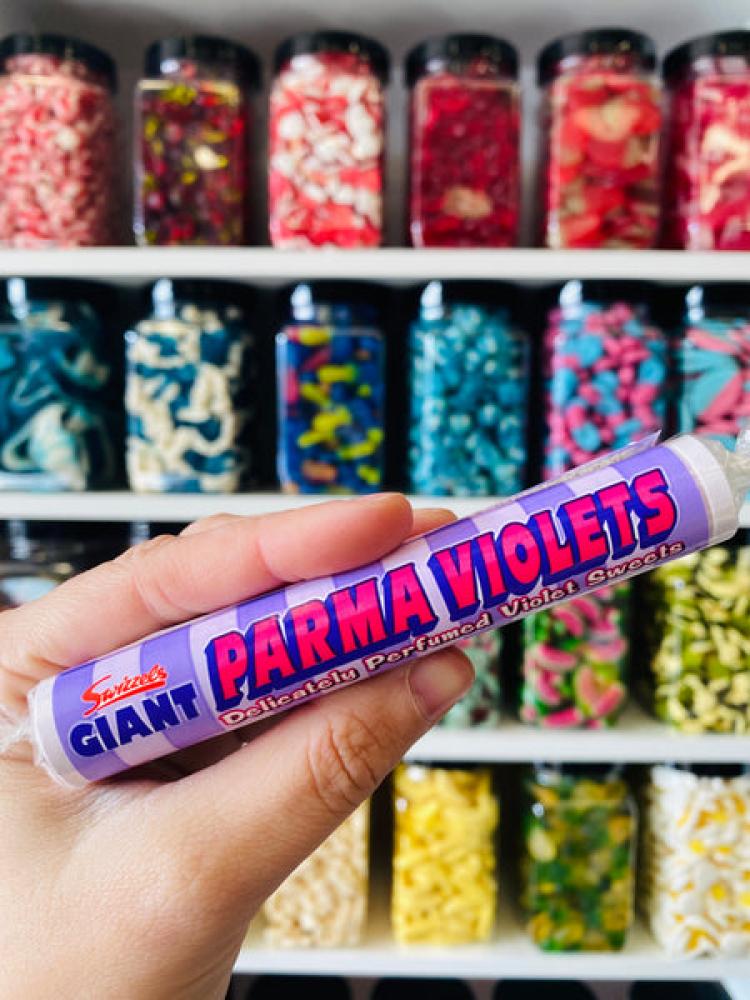 Swizzels
GIANT
PARMA VIOLETS
Delicately Perfumed Violet Sweets